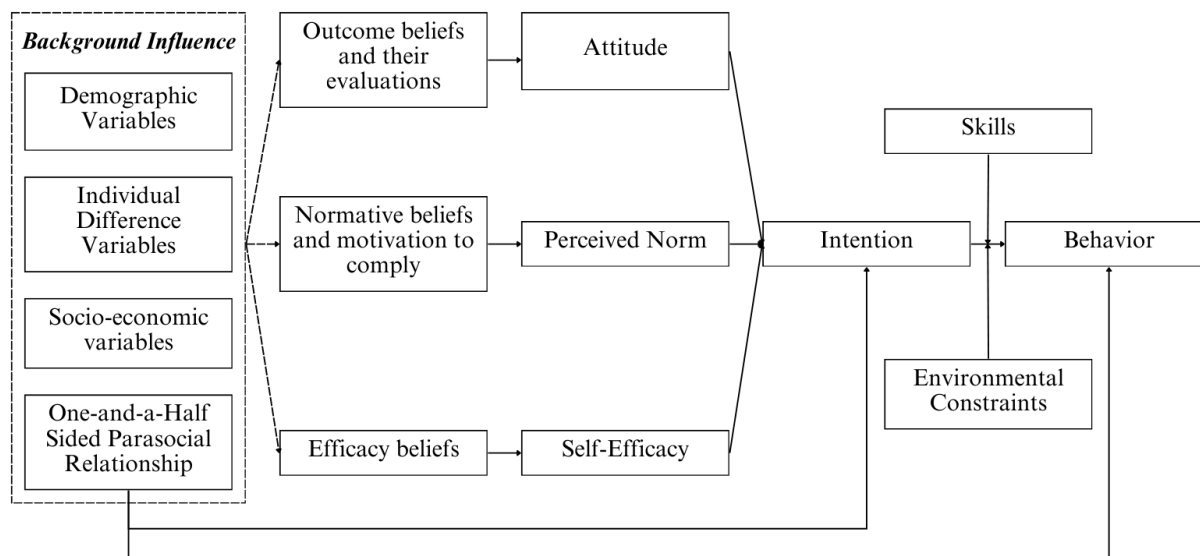 Background Influence
Demographic
Variables
Individual
Difference
Variables
Socio-economic
variables
One-and-a-Half
Sided Parasocial
Relationship
Outcome beliefs
and their
evaluations
Normative beliefs
and motivation to
comply
Efficacy beliefs
Attitude
Perceived Norm
Self-Efficacy
Intention
Skills
Environmental
Constraints
Behavior